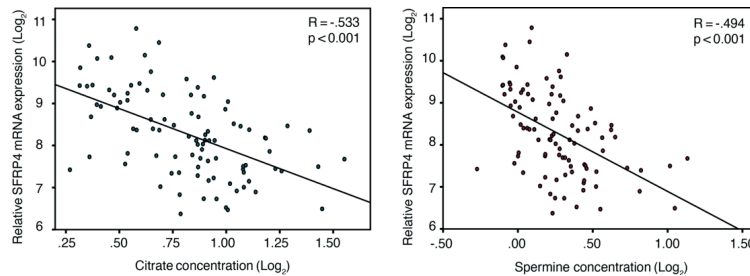 R = -.533
p < 0.001
Relative SFRP4 mRNA expression (Log2)
11
10
9
8
7
6
.25 .50 .75 1.00 1.25 1.50
Citrate concentration (Log2)
R = -.494
p < 0.001
Relative SFRP4 mRNA expression (Log2)
11
10
9
8
7
6
-.50 .00 .50 1.00 1.50
Spermine concentration (Log2)